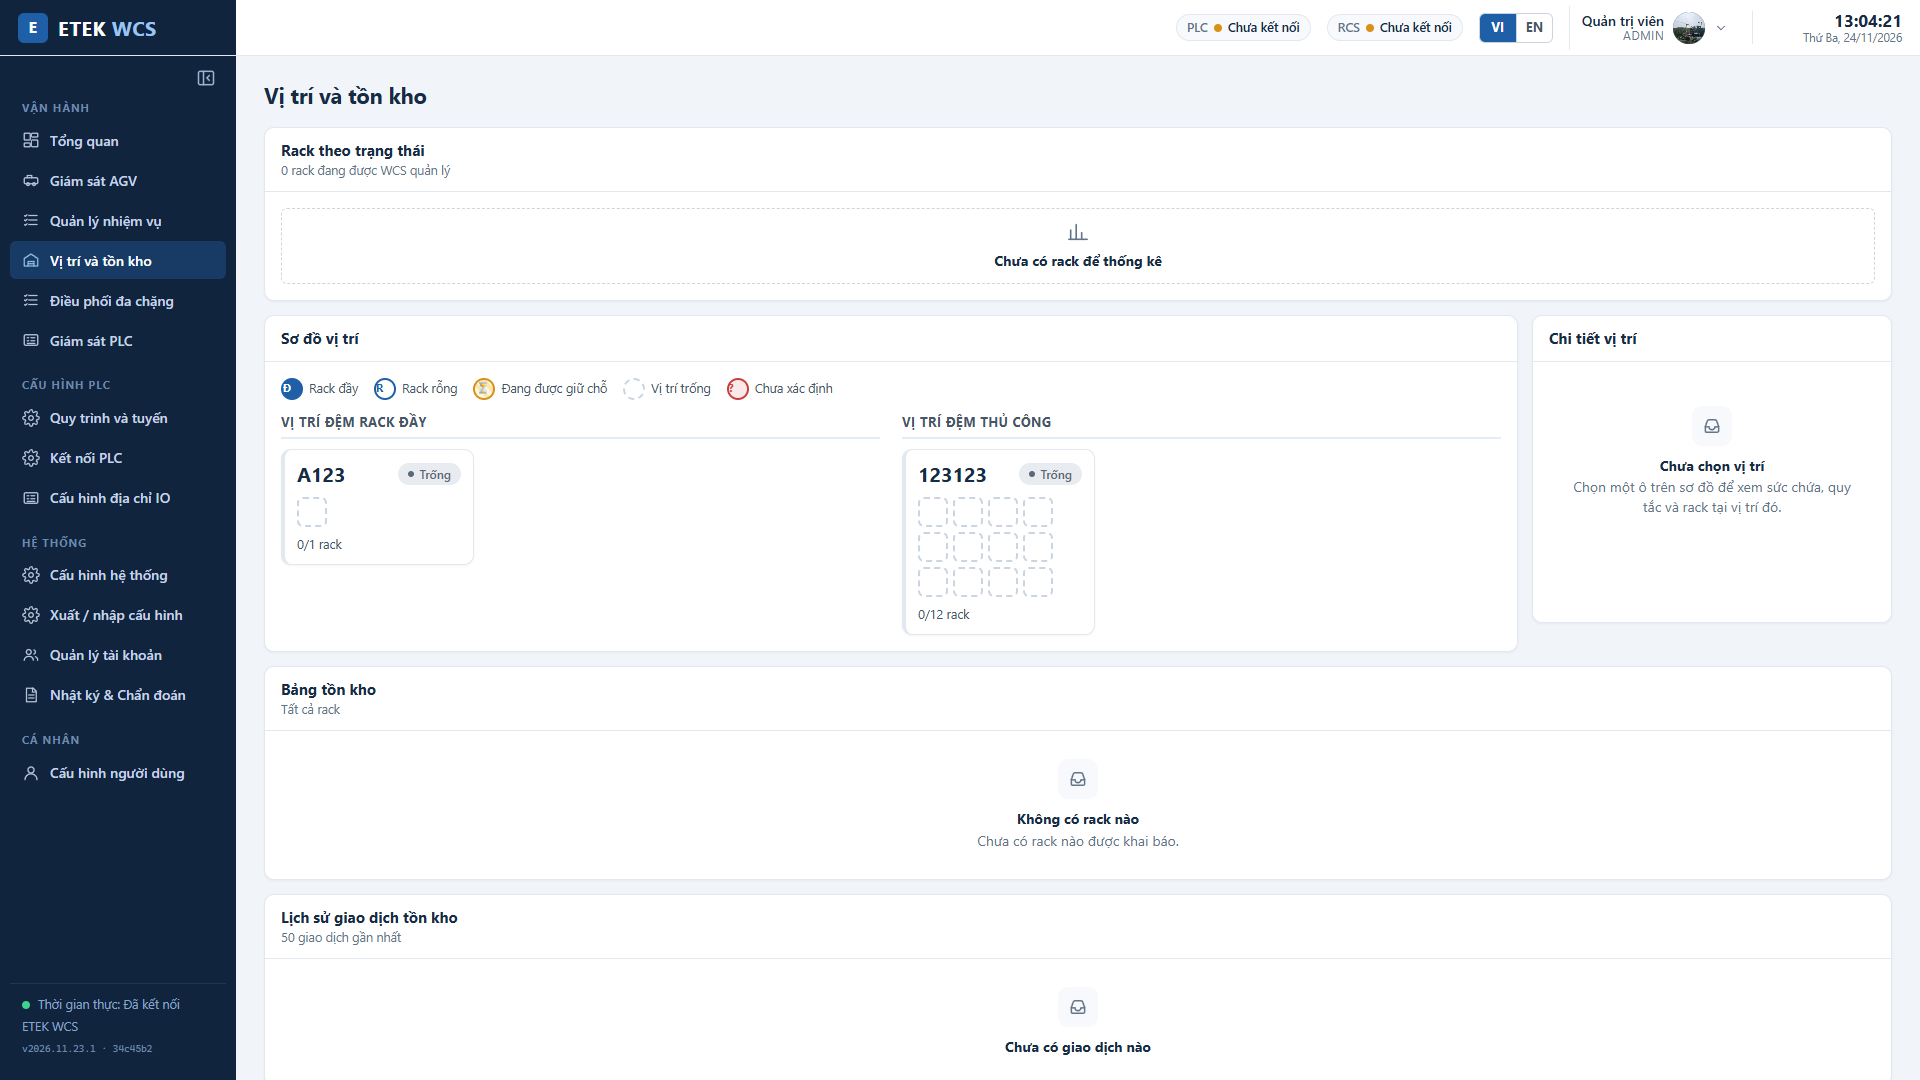 E ETEK WCS
PLC Chưa kết nối
RCS Chưa kết nối
VI EN
Quản trị viên
ADMIN
13:04:21
Thứ Ba, 24/11/2026
VẬN HÀNH
Tổng quan
Giám sát AGV
Quản lý nhiệm vụ
Vị trí và tồn kho
Điều phối đa chặng
Giám sát PLC
CẤU HÌNH PLC
Quy trình và tuyến
Kết nối PLC
Cấu hình địa chỉ IO
HỆ THỐNG
Cấu hình hệ thống
Xuất / nhập cấu hình
Quản lý tài khoản
Nhật ký & Chẩn đoán
CÁ NHÂN
Cấu hình người dùng
Thời gian thực: Đã kết nối
ETEK WCS
v2026.11.23.1 · 34c45b2
Vị trí và tồn kho
Rack theo trạng thái
0 rack đang được WCS quản lý
Chưa có rack để thống kê
Sơ đồ vị trí
Đ Rack đầy
R Rack rỗng
Đang được giữ chỗ
Vị trí trống
? Chưa xác định
VỊ TRÍ ĐỆM RACK ĐẦY
A123 Trống
0/1 rack
VỊ TRÍ ĐỆM THỦ CÔNG
123123 Trống
0/12 rack
Chi tiết vị trí
Chưa chọn vị trí
Chọn một ô trên sơ đồ để xem sức chứa, quy
tắc và rack tại vị trí đó.
Bảng tồn kho
Tất cả rack
Không có rack nào
Chưa có rack nào được khai báo.
Lịch sử giao dịch tồn kho
50 giao dịch gần nhất
Chưa có giao dịch nào